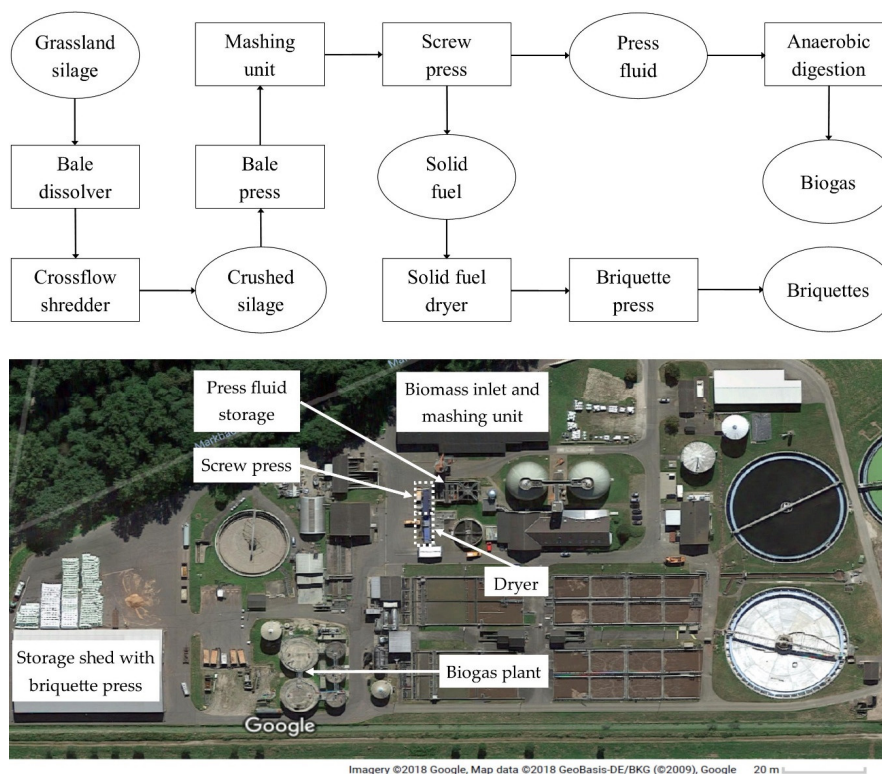 Grassland
silage
Mashing
unit
Screw
press
Press
fluid
Anaerobic
digestion
Bale
dissolver
Bale
press
Solid
fuel
Biogas
Crossflow
shredder
Crushed
silage
Solid fuel
dryer
Briquette
press
Briquettes
Press fluid
storage
Biomass inlet and
mashing unit
Screw press
Dryer
Storage shed with
briquette press
Biogas plant
Google
Imagery ©2018 Google, Map data ©2018 GeoBasis-DE/BKG (©2009), Google 20 m